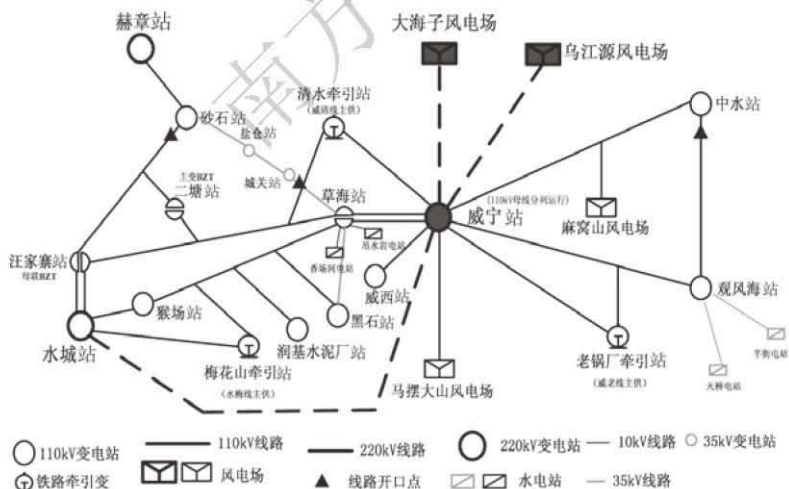 赫章站
大海子风电场
乌江源风电场
南方
清水牵引站
(威清线主供)
中水站
砂石站
盐仓站
主变BZT
二塘站
城关站
草海站
(110kV母线分列运行)
威宁站
麻窝山风电场
吊水岩电站
汪家寨站
母联BZT
香场河电站
威西站
观风海站
猴场站
黑石站
水城站
润基水泥厂站
梅花山牵引站
(水梅线主供)
马摆大山风电场
老锅厂牵引站
(威老线主供)
天桥电站
110kV变电站
110kV线路
220kV线路
220kV变电站
10kV线路
35kV变电站
铁路牵引变
风电场
线路开口点
水电站
35kV线路